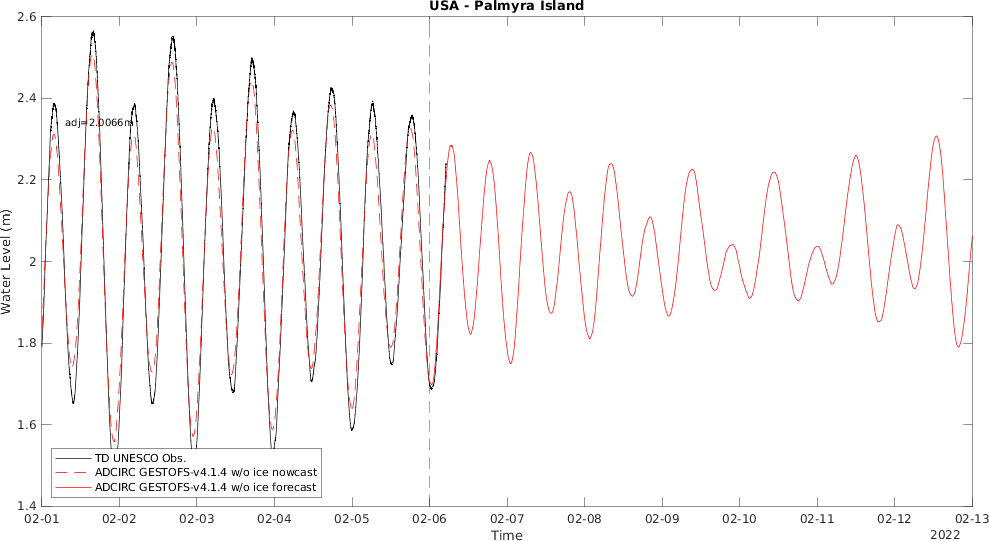 USA - Palmyra Island
2.6
2.4
2.2
2
1.8
1.6
1.4
Water Level (m)
adj=2.0066m
TD UNESCO Obs.
ADCIRC GESTOFS-v4.1.4 w/o ice nowcast
ADCIRC GESTOFS-v4.1.4 w/o ice forecast
02-01 02-02 02-03 02-04 02-05 02-06 02-07 02-08 02-09 02-10 02-11 02-12 02-13
Time
2022